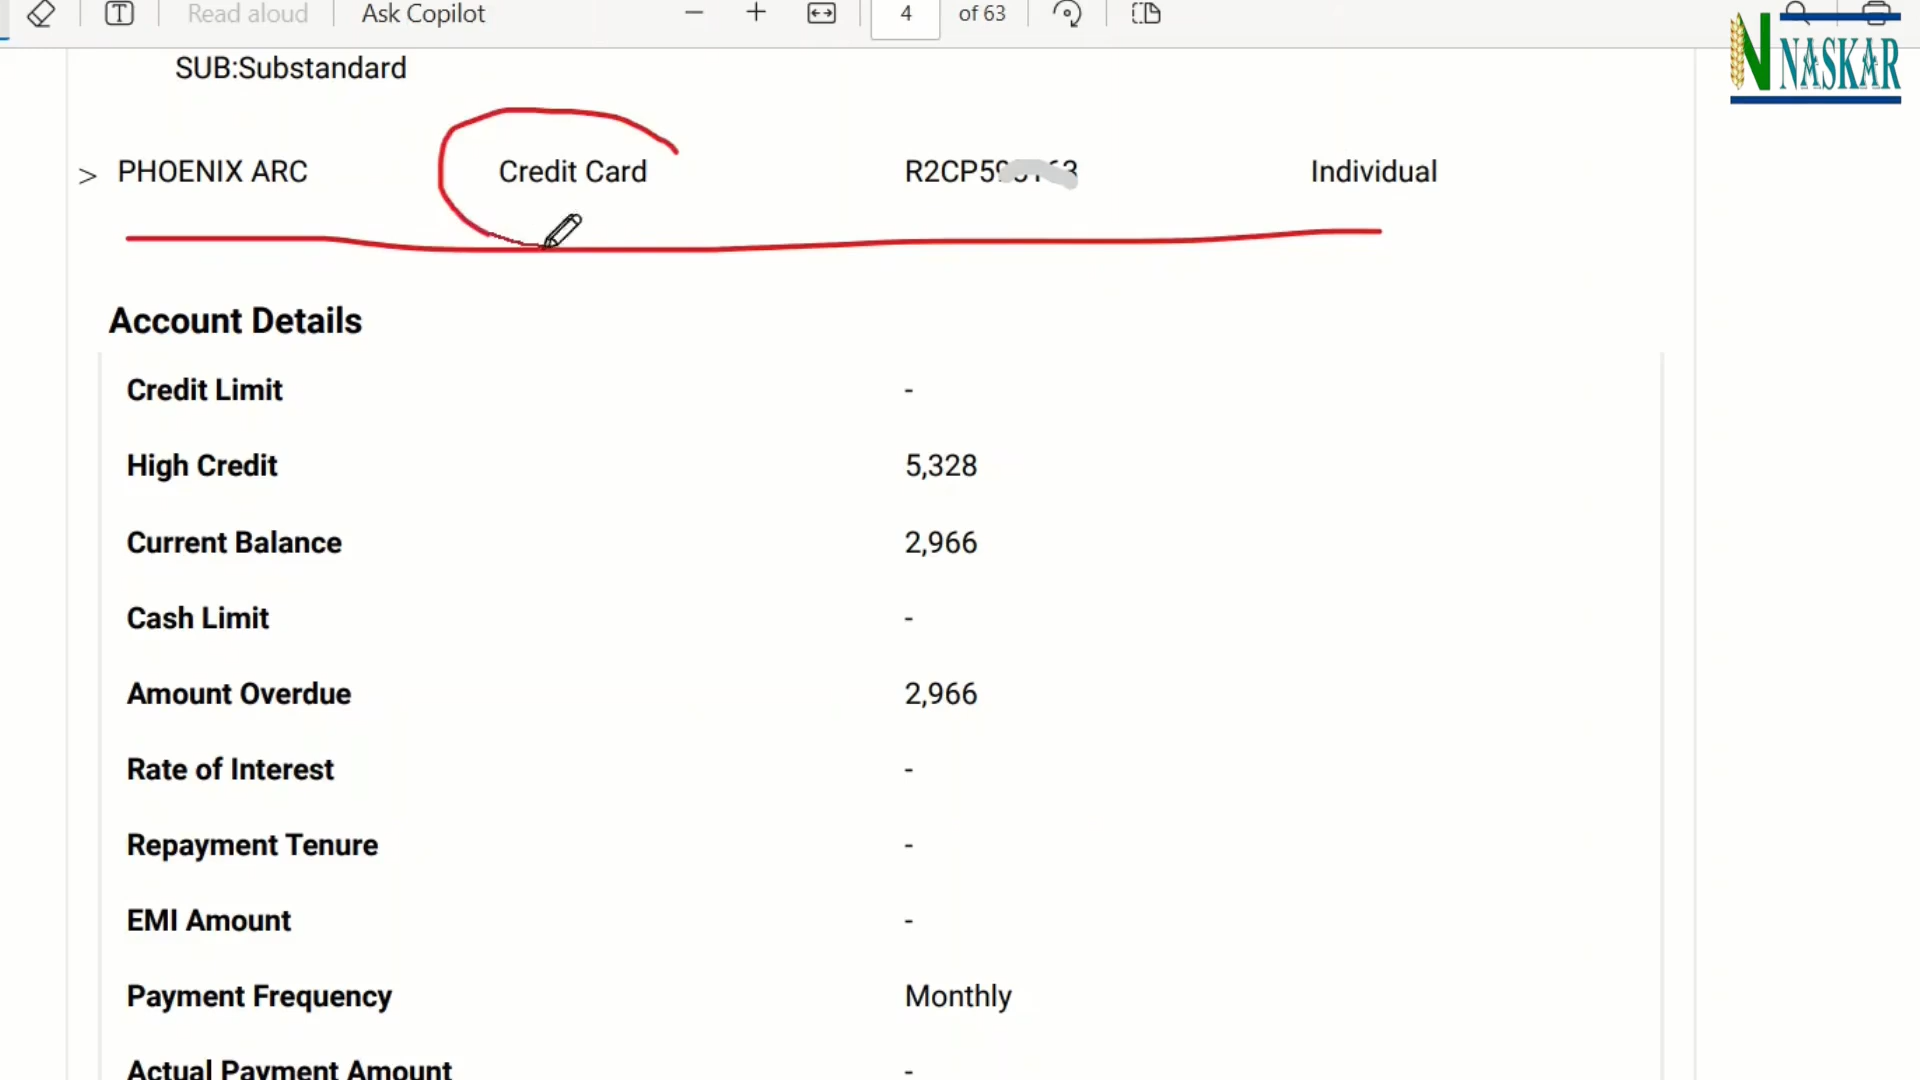 Read aloud Ask Copilot 4 of 63
NASKAR
SUB:Substandard
> PHOENIX ARC Credit Card Individual
Account Details
Credit Limit -
High Credit 5,328
Current Balance 2,966
Cash Limit -
Amount Overdue 2,966
Rate of Interest -
Repayment Tenure -
EMI Amount -
Payment Frequency Monthly
Actual Payment Amount -